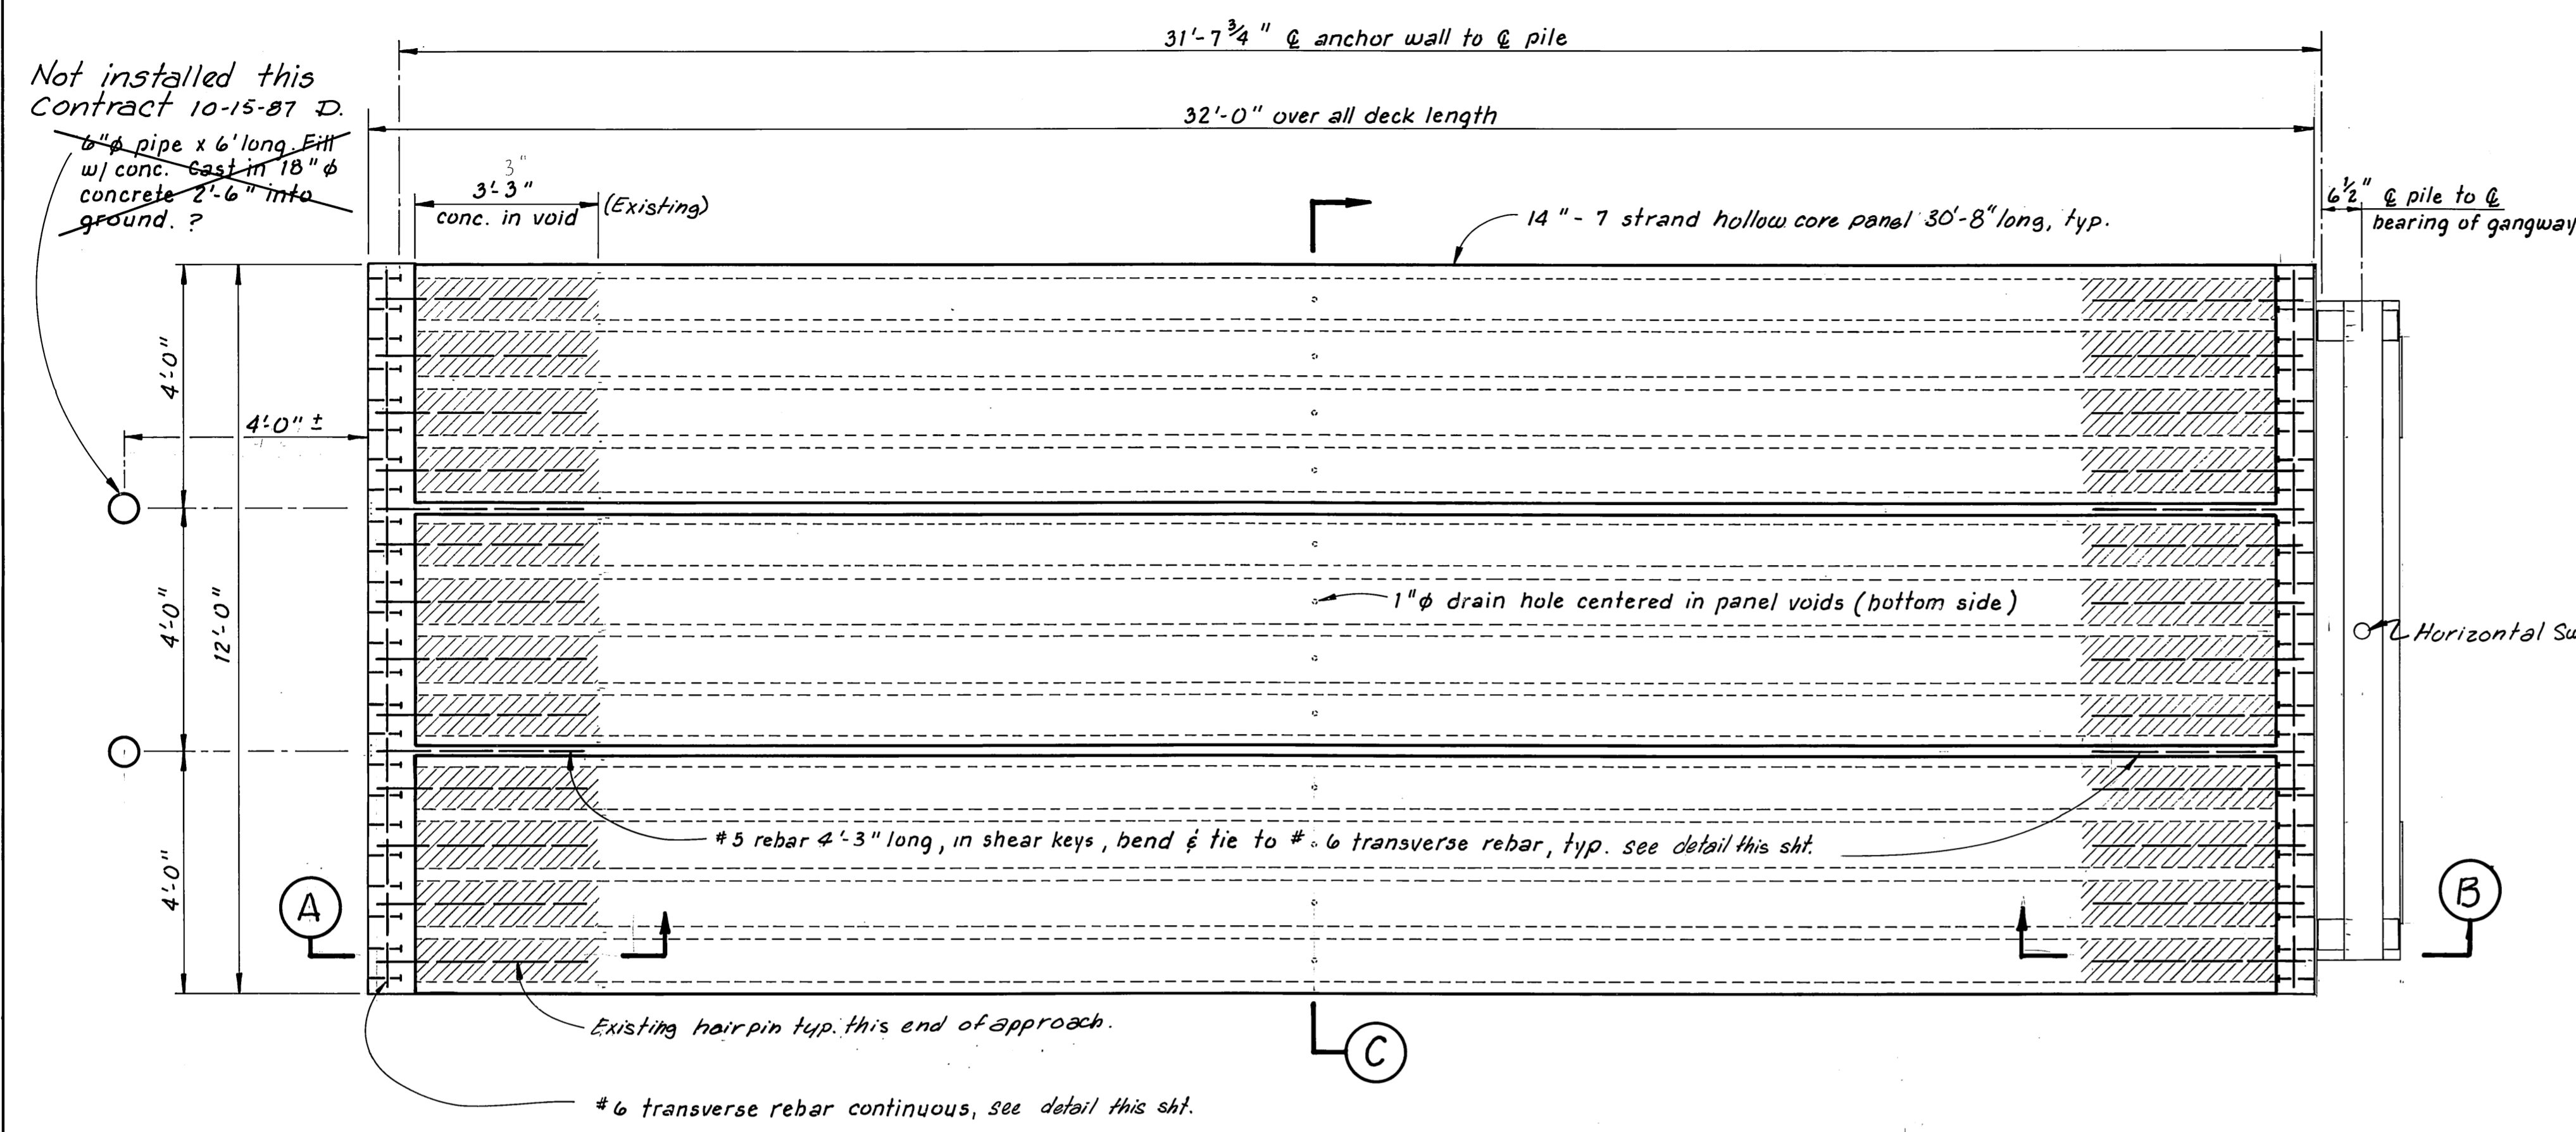 31'-7 3/4" ℄ anchor wall to ℄ pile
Not installed this
Contract 10-15-87 D.
32'-0" over all deck length
6"φ pipe x 6' long. Fill
w/ conc. Cast in 18"φ
concrete 2'-6" into
ground. ?
3"
3'-3"
conc. in void
(Existing)
14"- 7 strand hollow core panel 30'-8" long, typ.
6 1/2" ℄ pile to ℄
bearing of gangway
4'-0"
4'-0" ±
4'-0"
12'-0"
1"φ drain hole centered in panel voids (bottom side)
Horizontal
#5 rebar 4'-3" long, in shear keys, bend & tie to #6 transverse rebar, typ. see detail this sht.
4'-0"
A
B
Existing hairpin typ. this end of approach.
C
#6 transverse rebar continuous, see detail this sht.